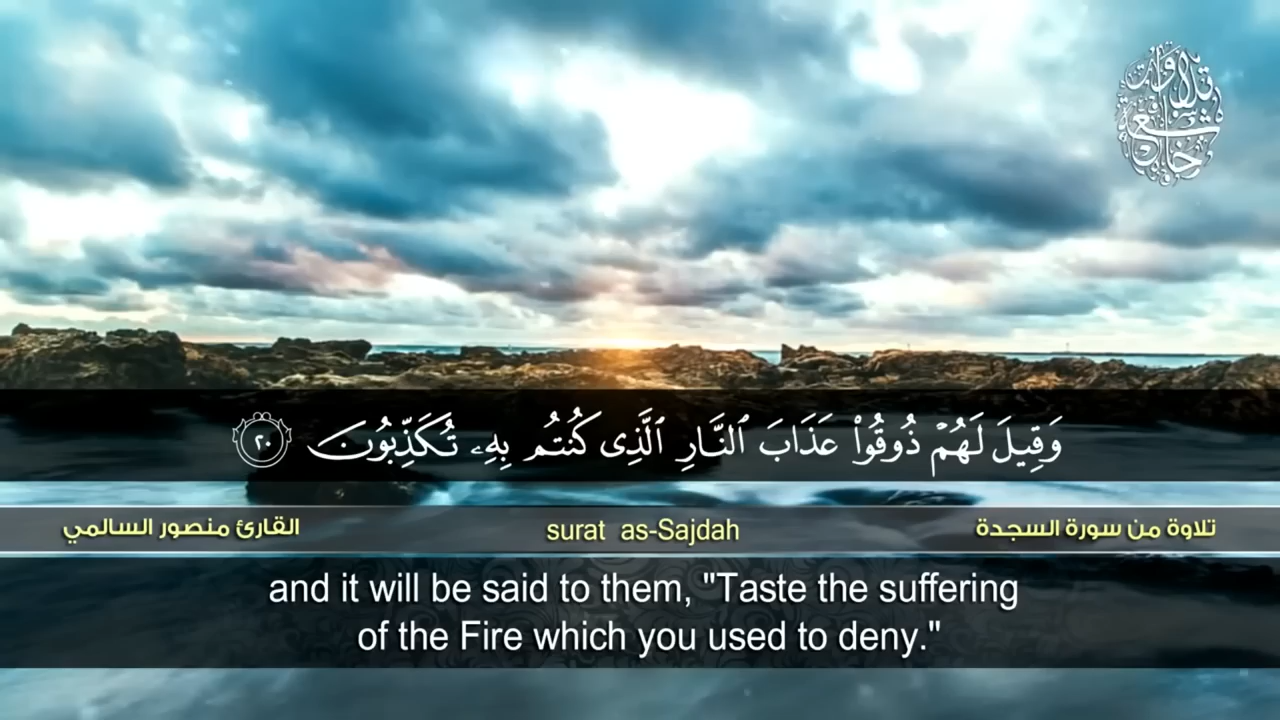 تلاوات خاشعة
وَقِيلَ لَهُمْ ذُوقُوا۟ عَذَابَ ٱلنَّارِ ٱلَّذِى كُنتُم بِهِۦ تُكَذِّبُونَ ٢٠
تلاوة من سورة السجدة
surat as-Sajdah
القارئ منصور السالمي
and it will be said to them, "Taste the suffering
of the Fire which you used to deny."